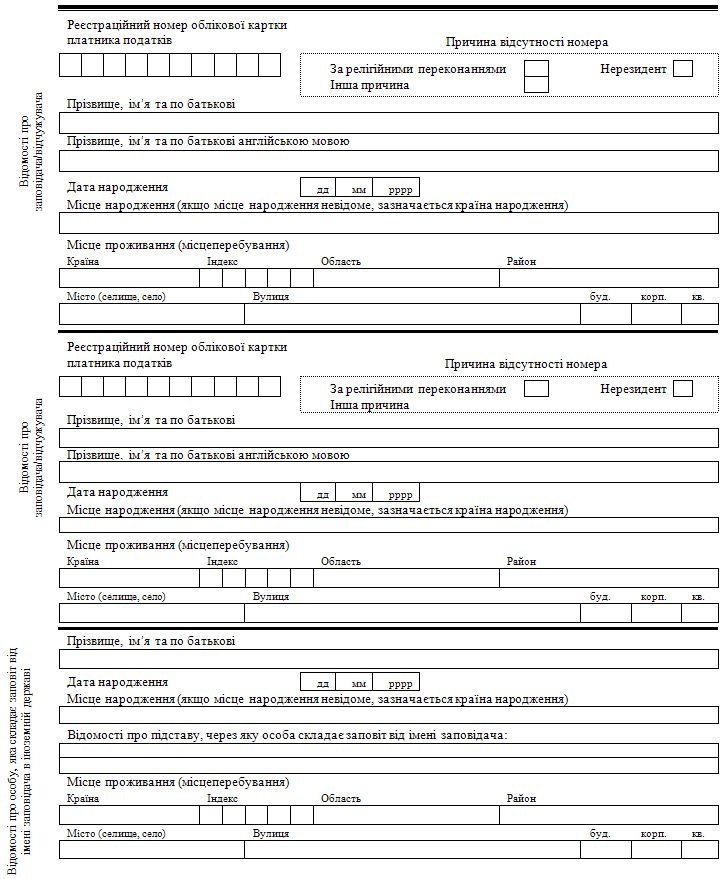 Реєстраційний номер облікової картки
платника податків
Причина відсутності номера
За релігійними переконаннями
Нерезидент
Інша причина
Відомості про
заповідача/відчужувача
Прізвище, ім’я та по батькові
Прізвище, ім’я та по батькові англійською мовою
Дата народження
дд мм рррр
Місце народження (якщо місце народження невідоме, зазначається країна народження)
Місце проживання (місцеперебування)
Країна Індекс Область Район
Місто (селище, село) Вулиця буд. корп. кв.
Реєстраційний номер облікової картки
платника податків
Причина відсутності номера
За релігійними переконаннями
Нерезидент
Інша причина
Відомості про
заповідача/відчужувача
Прізвище, ім’я та по батькові
Прізвище, ім’я та по батькові англійською мовою
Дата народження
дд мм рррр
Місце народження (якщо місце народження невідоме, зазначається країна народження)
Місце проживання (місцеперебування)
Країна Індекс Область Район
Місто (селище, село) Вулиця буд. корп. кв.
Відомості про особу, яка складає заповіт від
імені заповідача в іноземній державі
Прізвище, ім’я та по батькові
Дата народження
дд мм рррр
Місце народження (якщо місце народження невідоме, зазначається країна народження)
Відомості про підставу, через яку особа складає заповіт від імені заповідача:
Місце проживання (місцеперебування)
Країна Індекс Область Район
Місто (селище, село) Вулиця буд. корп. кв.